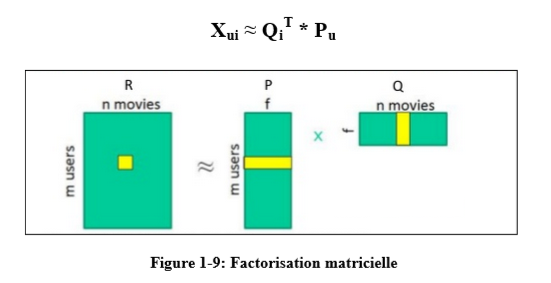 Xᵤᵢ ≈ Qᵢᵀ * Pᵤ
R P Q
n movies f n movies
m users ≈ m users x f
Figure 1-9: Factorisation matricielle